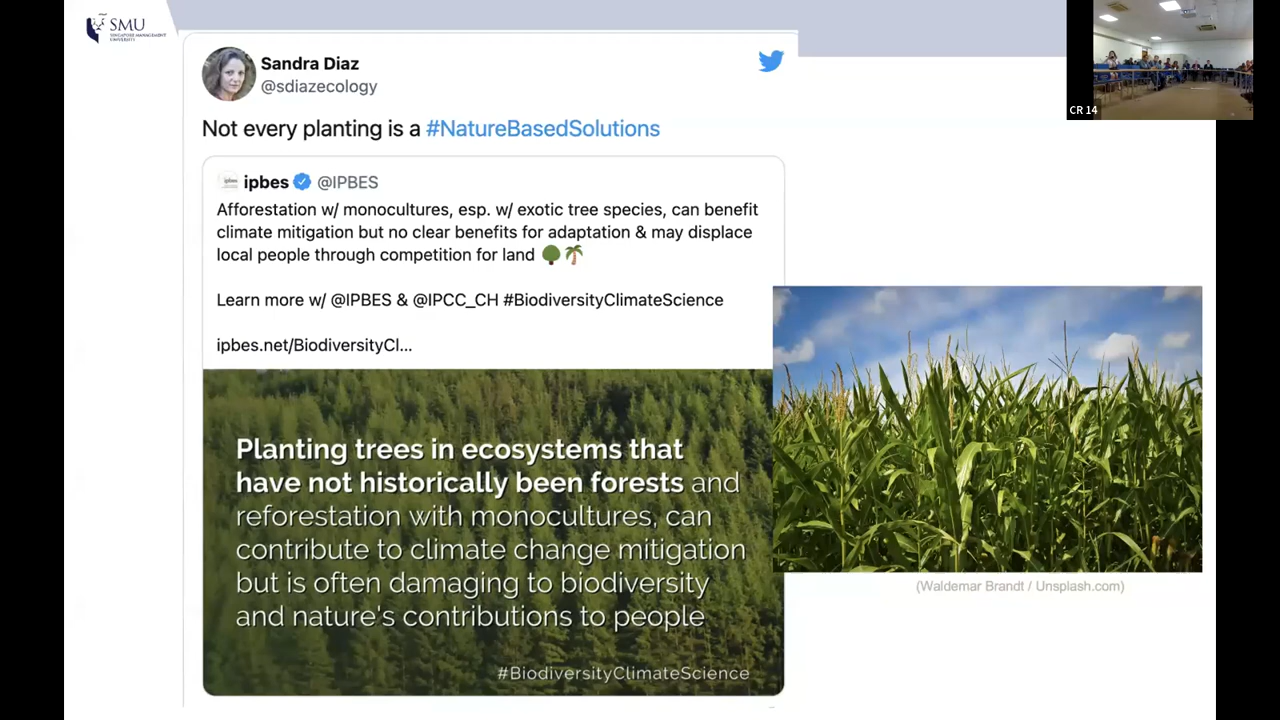 SMU
SINGAPORE MANAGEMENT
UNIVERSITY
Sandra Diaz
@sdiazecology
Not every planting is a #NatureBasedSolutions
ipbes @IPBES
Afforestation w/ monocultures, esp. w/ exotic tree species, can benefit
climate mitigation but no clear benefits for adaptation & may displace
local people through competition for land 🌳🌴
Learn more w/ @IPBES & @IPCC_CH #BiodiversityClimateScience
ipbes.net/BiodiversityCl...
Planting trees in ecosystems that
have not historically been forests and
reforestation with monocultures, can
contribute to climate change mitigation
but is often damaging to biodiversity
and nature's contributions to people
#BiodiversityClimateScience
CR 14
(Waldemar Brandt / Unsplash.com)